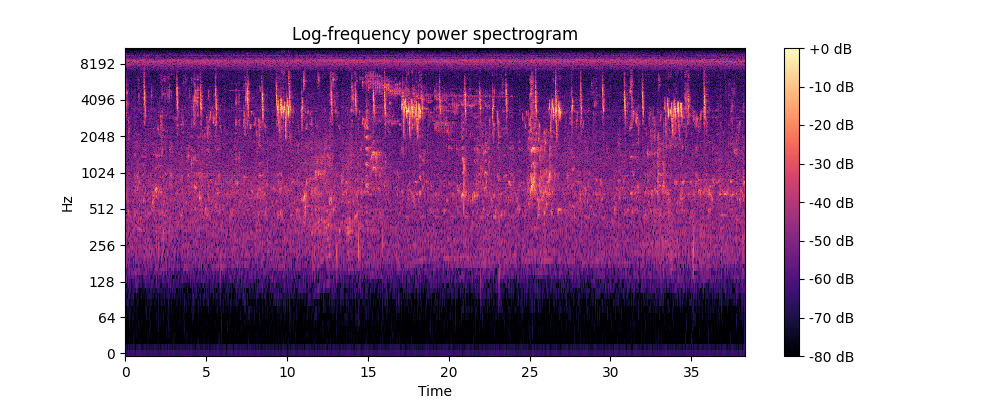 Log-frequency power spectrogram
Hz
8192
4096
2048
1024
512
256
128
64
0
0 5 10 15 20 25 30 35
Time
+0 dB
-10 dB
-20 dB
-30 dB
-40 dB
-50 dB
-60 dB
-70 dB
-80 dB